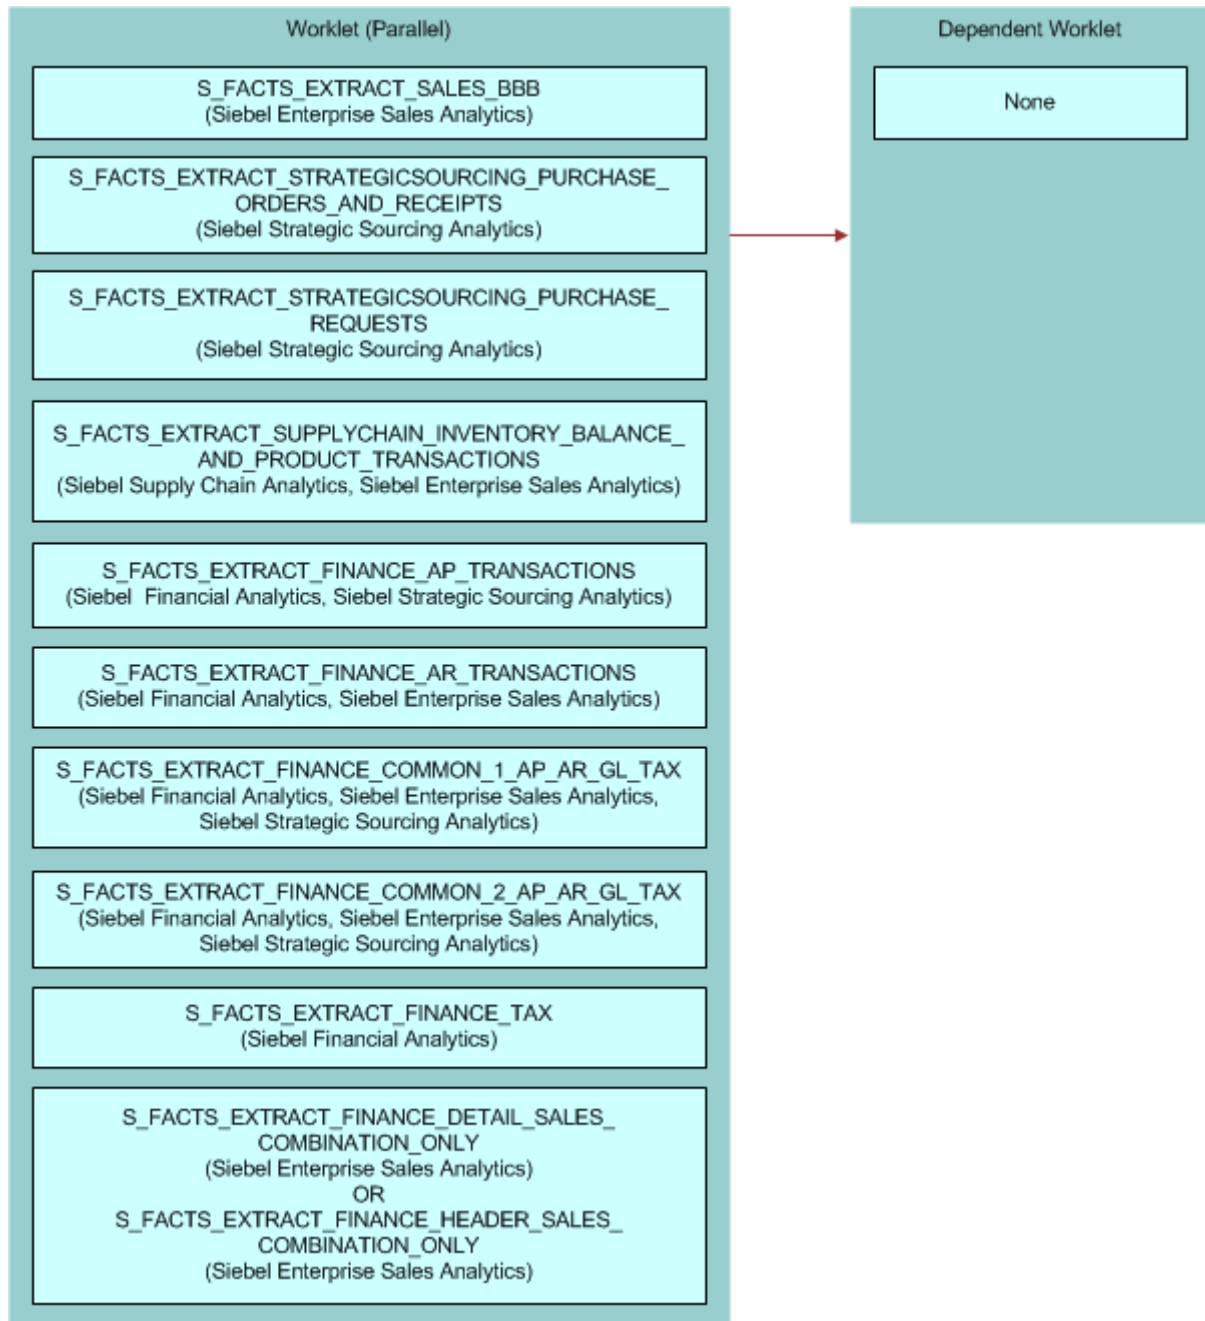 Worklet (Parallel)
S_FACTS_EXTRACT_SALES_BBB
(Siebel Enterprise Sales Analytics)
S_FACTS_EXTRACT_STRATEGICSOURCING_PURCHASE_
ORDERS_AND_RECEIPTS
(Siebel Strategic Sourcing Analytics)
S_FACTS_EXTRACT_STRATEGICSOURCING_PURCHASE_
REQUESTS
(Siebel Strategic Sourcing Analytics)
S_FACTS_EXTRACT_SUPPLYCHAIN_INVENTORY_BALANCE_
AND_PRODUCT_TRANSACTIONS
(Siebel Supply Chain Analytics, Siebel Enterprise Sales Analytics)
S_FACTS_EXTRACT_FINANCE_AP_TRANSACTIONS
(Siebel  Financial Analytics, Siebel Strategic Sourcing Analytics)
S_FACTS_EXTRACT_FINANCE_AR_TRANSACTIONS
(Siebel Financial Analytics, Siebel Enterprise Sales Analytics)
S_FACTS_EXTRACT_FINANCE_COMMON_1_AP_AR_GL_TAX
(Siebel Financial Analytics, Siebel Enterprise Sales Analytics,
Siebel Strategic Sourcing Analytics)
S_FACTS_EXTRACT_FINANCE_COMMON_2_AP_AR_GL_TAX
(Siebel Financial Analytics, Siebel Enterprise Sales Analytics,
Siebel Strategic Sourcing Analytics)
S_FACTS_EXTRACT_FINANCE_TAX
(Siebel Financial Analytics)
S_FACTS_EXTRACT_FINANCE_DETAIL_SALES_
COMBINATION_ONLY
(Siebel Enterprise Sales Analytics)
OR
S_FACTS_EXTRACT_FINANCE_HEADER_SALES_
COMBINATION_ONLY
(Siebel Enterprise Sales Analytics)
Dependent Worklet
None